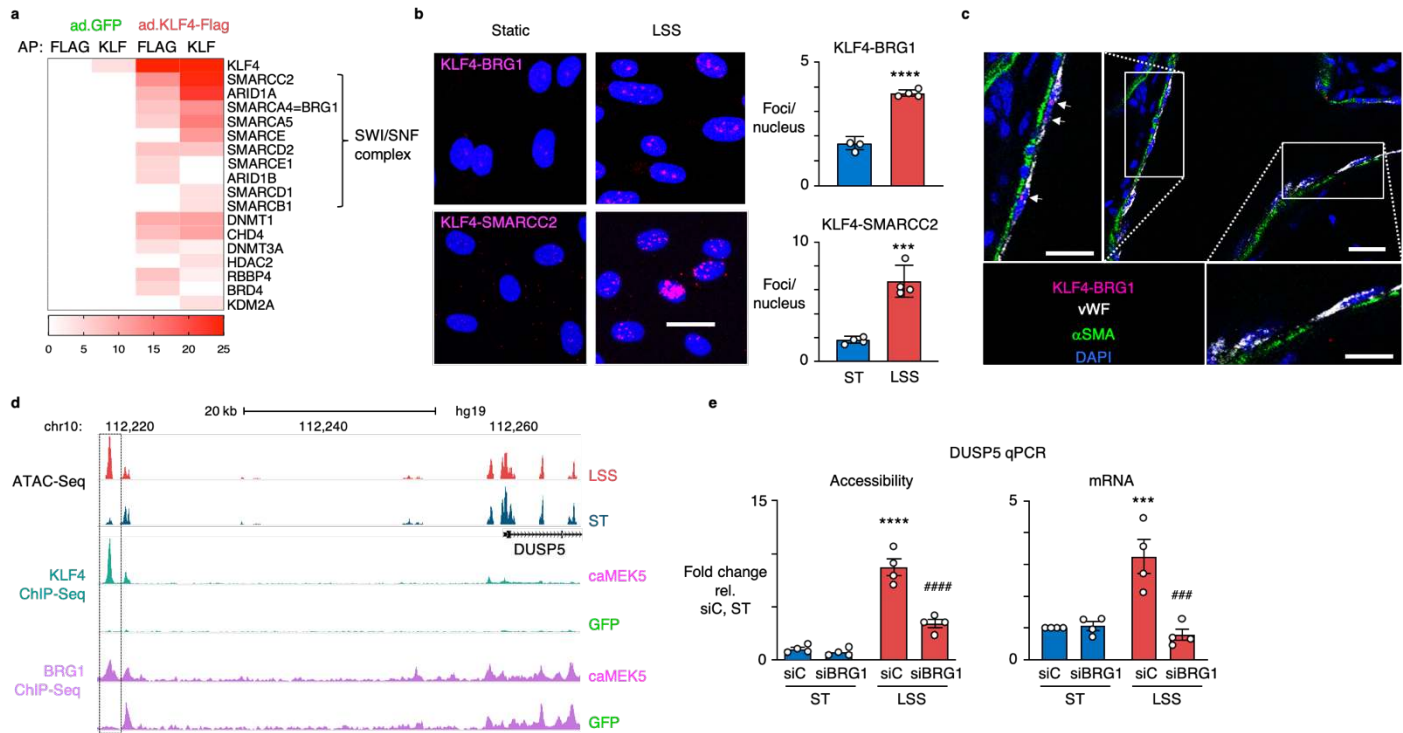 a
ad.GFP ad.KLF4-Flag
AP: FLAG KLF FLAG KLF
KLF4
SMARCC2
ARID1A
SMARCA4=BRG1
SMARCA5
SMARCE
SMARCD2
SMARCE1
ARID1B
SMARCD1
SMARCB1
DNMT1
CHD4
DNMT3A
HDAC2
RBBP4
BRD4
KDM2A
SWI/SNF
complex
0 5 10 15 20 25
b
Static LSS
KLF4-BRG1
KLF4-SMARCC2
KLF4-BRG1
5
0
Foci/
nucleus
****
KLF4-SMARCC2
10
0
Foci/
nucleus
***
ST LSS
c
KLF4-BRG1
vWF
αSMA
DAPI
d
20 kb hg19
chr10: 112,220 112,240 112,260
ATAC-Seq
LSS
ST
DUSP5
KLF4
ChIP-Seq
caMEK5
GFP
BRG1
ChIP-Seq
caMEK5
GFP
e
DUSP5 qPCR
Accessibility
15
0
Fold change
rel.
siC, ST
****
####
siC siBRG1 siC siBRG1
ST LSS
mRNA
5
0
***
###
siC siBRG1 siC siBRG1
ST LSS